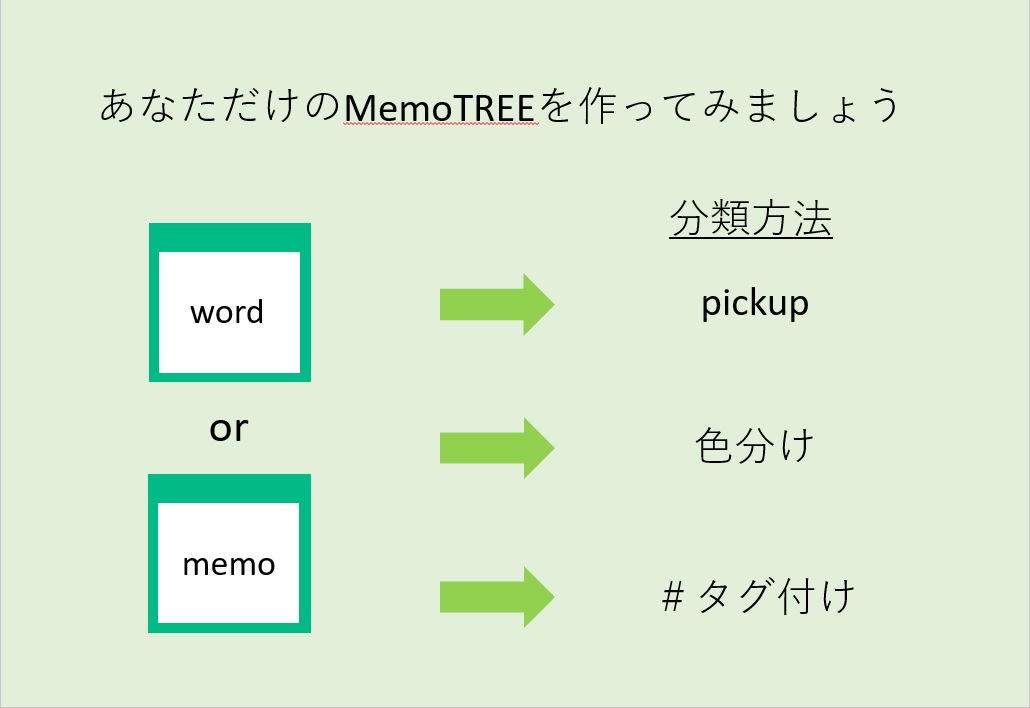 あなただけのMemoTREEを作ってみましょう
分類方法
word
pickup
or
色分け
memo
＃タグ付け